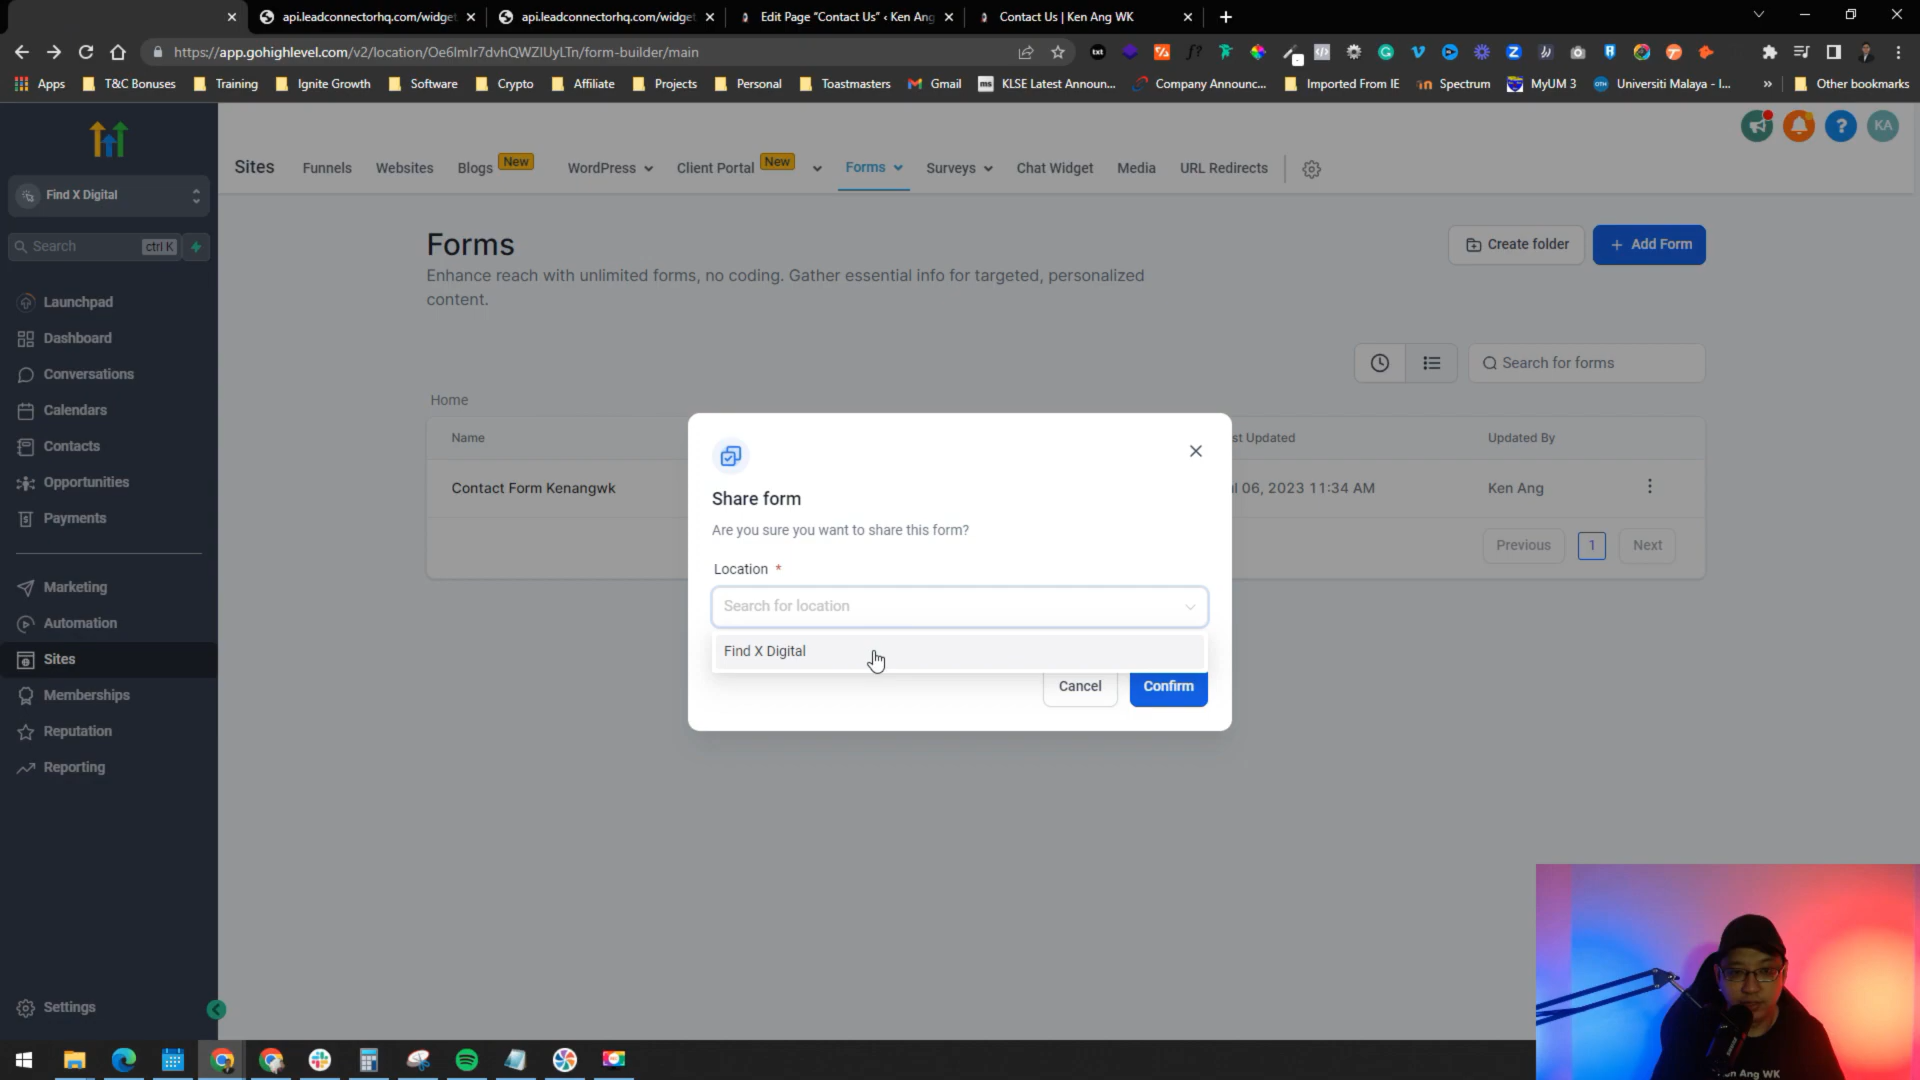 api.leadconnectorhq.com/widget
api.leadconnectorhq.com/widget
Edit Page “Contact Us” ‹ Ken Ang
Contact Us | Ken Ang WK
https://app.gohighlevel.com/v2/location/Oe6lmIr7dvhQWZlUyLTn/form-builder/main
Apps
T&C Bonuses
Training
Ignite Growth
Software
Crypto
Affiliate
Projects
Personal
Toastmasters
Gmail
KLSE Latest Announ...
Company Announc...
Imported From IE
Spectrum
MyUM 3
Universiti Malaya - I...
»
Other bookmarks
KA
Sites
Funnels
Websites
Blogs New
WordPress
Client Portal New
Forms
Surveys
Chat Widget
Media
URL Redirects
Find X Digital
Search ctrl K
Launchpad
Dashboard
Conversations
Calendars
Contacts
Opportunities
Payments
Marketing
Automation
Sites
Memberships
Reputation
Reporting
Settings
Forms
Enhance reach with unlimited forms, no coding. Gather essential info for targeted, personalized
content.
Create folder
+ Add Form
Search for forms
Home
Name
st Updated
Updated By
Contact Form Kenangwk
l 06, 2023 11:34 AM
Ken Ang
Previous
1
Next
Share form
Are you sure you want to share this form?
Location *
Search for location
Find X Digital
Cancel
Confirm
Ken Ang WK